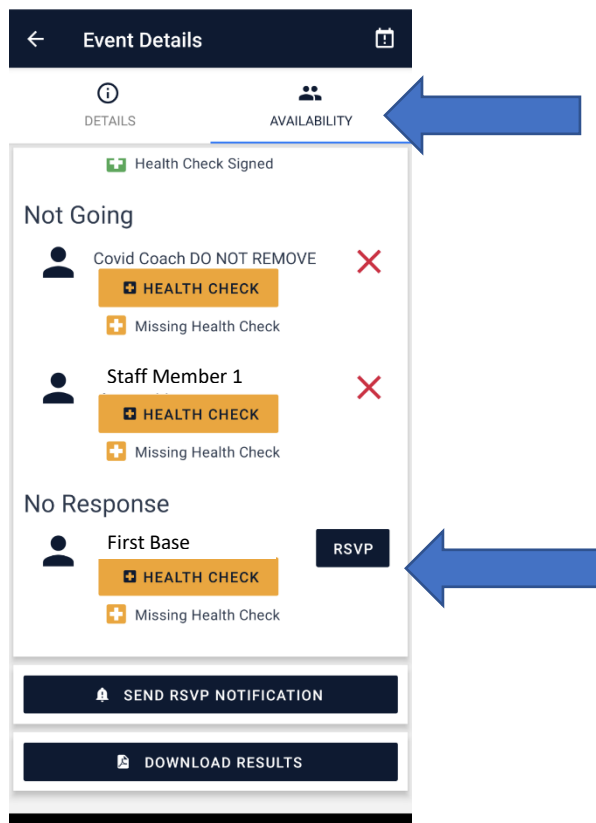 Event Details
DETAILS
AVAILABILITY
Health Check Signed
Not Going
Covid Coach DO NOT REMOVE
HEALTH CHECK
Missing Health Check
Staff Member 1
HEALTH CHECK
Missing Health Check
No Response
First Base
RSVP
HEALTH CHECK
Missing Health Check
SEND RSVP NOTIFICATION
DOWNLOAD RESULTS